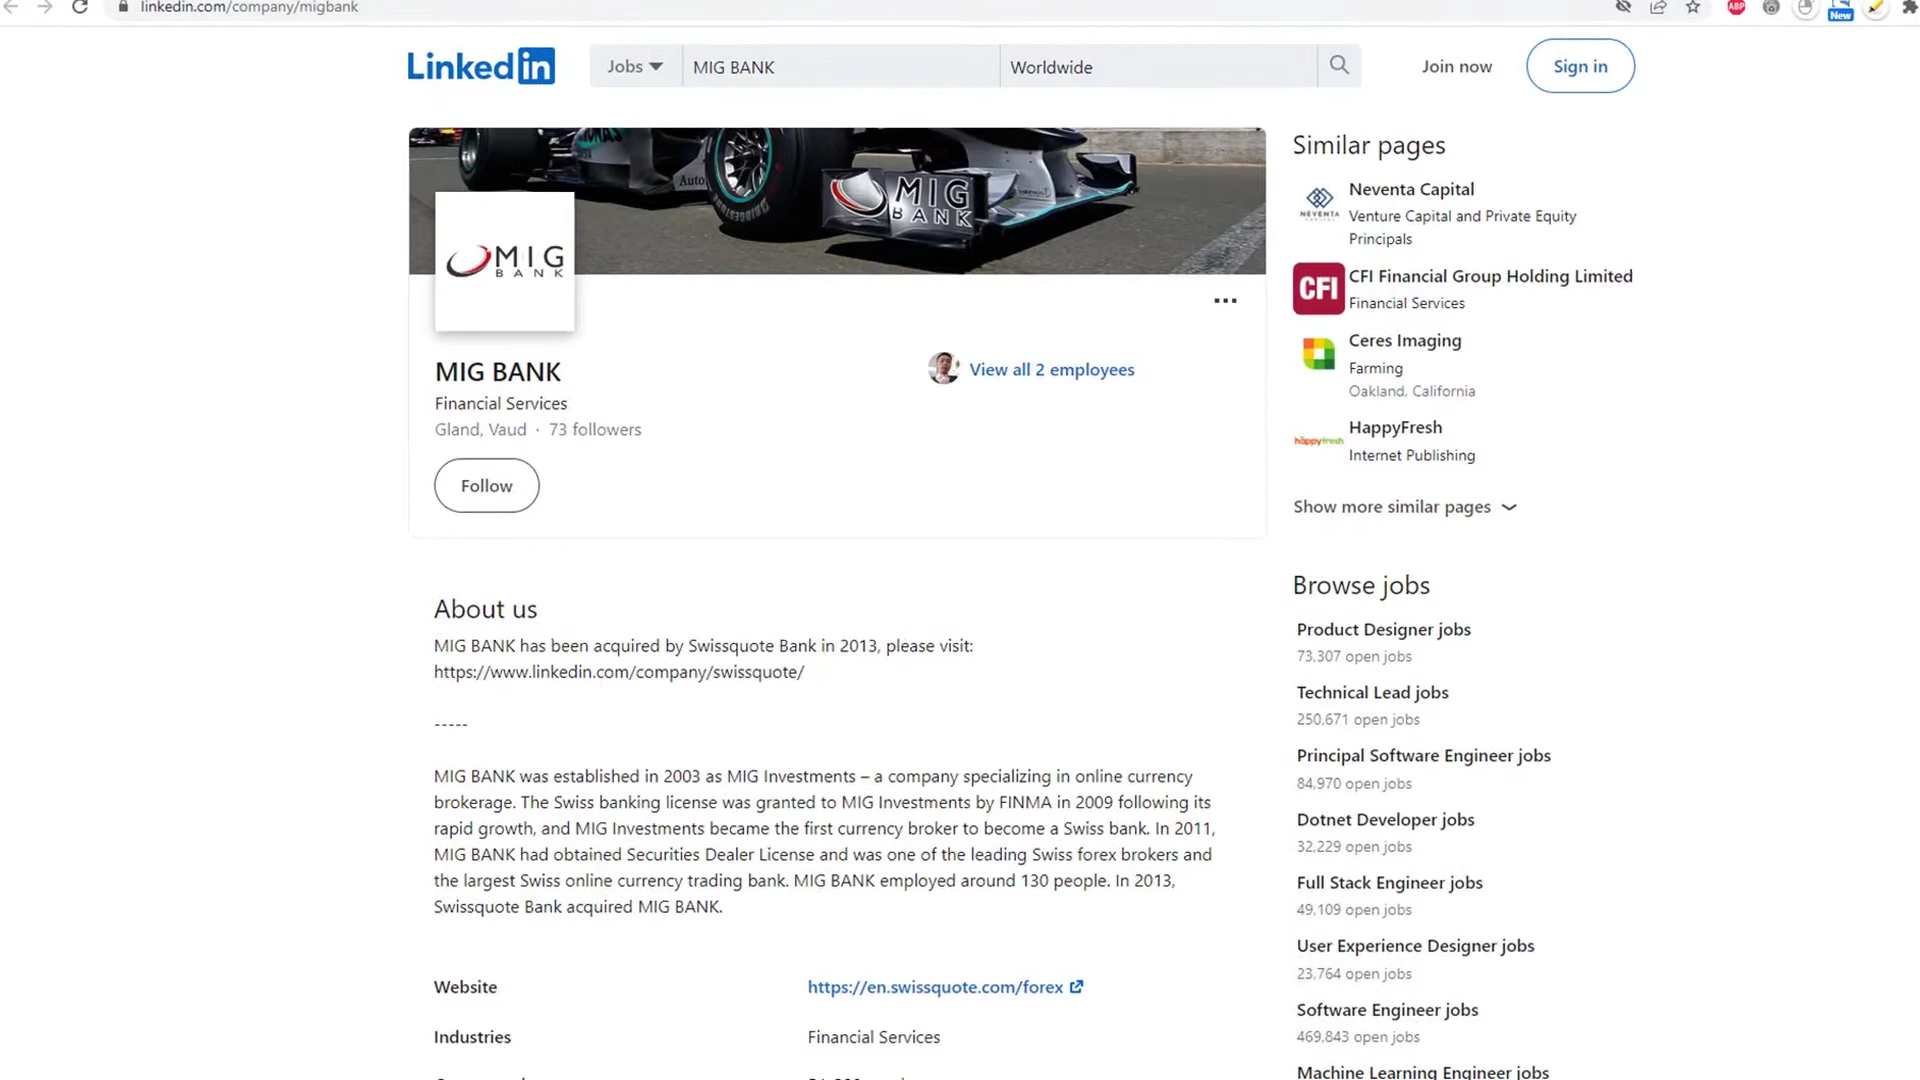 linkedin.com/company/migbank
ABP
New
Linkedin
Jobs
MIG BANK
Worldwide
Join now
Sign in
MIG
BANK
MIG
BANK
MIG BANK
Financial Services
Gland, Vaud · 73 followers
View all 2 employees
Follow
About us
MIG BANK has been acquired by Swissquote Bank in 2013, please visit:
https://www.linkedin.com/company/swissquote/
-----
MIG BANK was established in 2003 as MIG Investments – a company specializing in online currency
brokerage. The Swiss banking license was granted to MIG Investments by FINMA in 2009 following its
rapid growth, and MIG Investments became the first currency broker to become a Swiss bank. In 2011,
MIG BANK had obtained Securities Dealer License and was one of the leading Swiss forex brokers and
the largest Swiss online currency trading bank. MIG BANK employed around 130 people. In 2013,
Swissquote Bank acquired MIG BANK.
Website
https://en.swissquote.com/forex
Industries
Financial Services
Similar pages
NEVENTA
Neventa Capital
Venture Capital and Private Equity
Principals
CFI
CFI Financial Group Holding Limited
Financial Services
Ceres Imaging
Farming
Oakland, California
happyfresh
HappyFresh
Internet Publishing
Show more similar pages
Browse jobs
Product Designer jobs
73,307 open jobs
Technical Lead jobs
250,671 open jobs
Principal Software Engineer jobs
84,970 open jobs
Dotnet Developer jobs
32,229 open jobs
Full Stack Engineer jobs
49,109 open jobs
User Experience Designer jobs
23,764 open jobs
Software Engineer jobs
469,843 open jobs
Machine Learning Engineer jobs